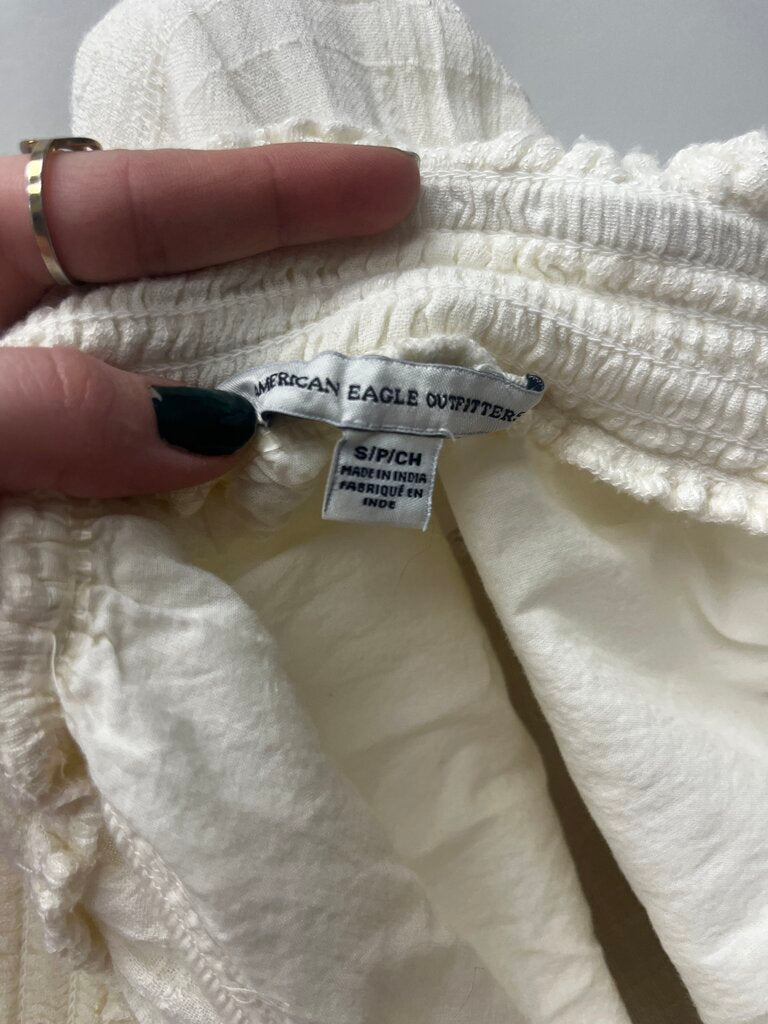 AMERICAN EAGLE OUTFITTERS
S/P/CH
MADE IN INDIA
FABRIQUÉ EN
INDE